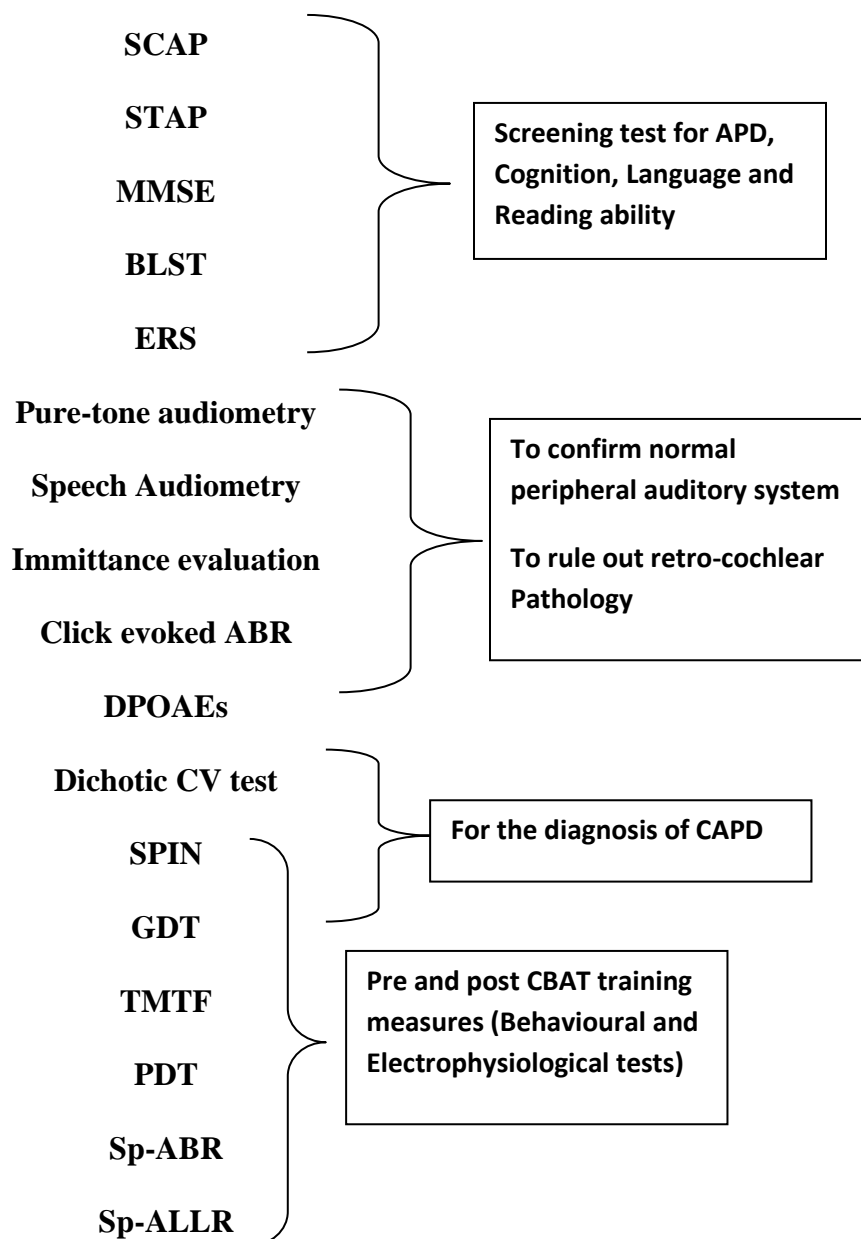 SCAP
STAP
MMSE
BLST
ERS
Screening test for APD,
Cognition, Language and
Reading ability
Pure-tone audiometry
Speech Audiometry
Immittance evaluation
Click evoked ABR
DPOAEs
To confirm normal
peripheral auditory system
To rule out retro-cochlear
Pathology
Dichotic CV test
SPIN
GDT
For the diagnosis of CAPD
TMTF
PDT
Sp-ABR
Sp-ALLR
Pre and post CBAT training
measures (Behavioural and
Electrophysiological tests)